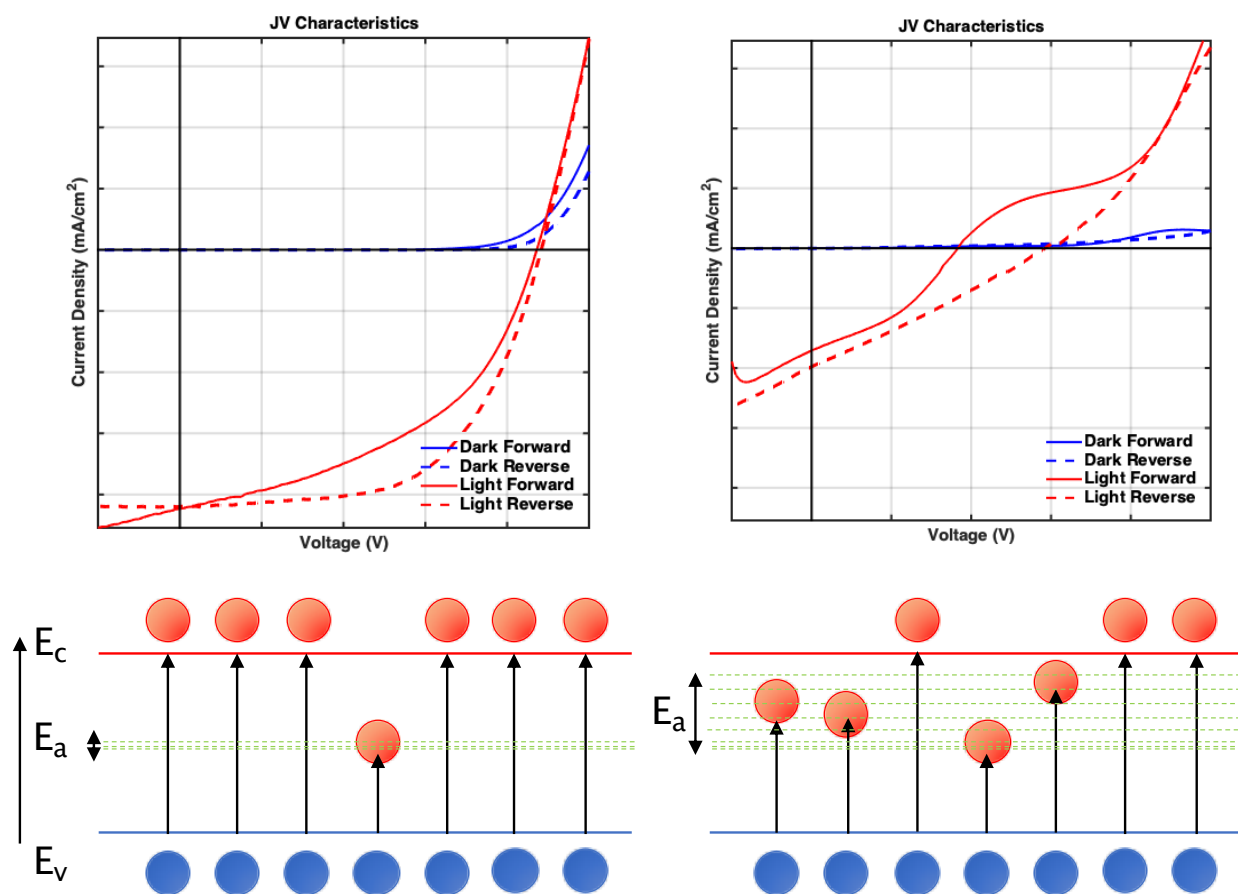 JV Characteristics
Current Density (mA/cm²)
Dark Forward
Dark Reverse
Light Forward
Light Reverse
Voltage (V)
JV Characteristics
Current Density (mA/cm²)
Dark Forward
Dark Reverse
Light Forward
Light Reverse
Voltage (V)
Ec
Ea
Ev
Ea